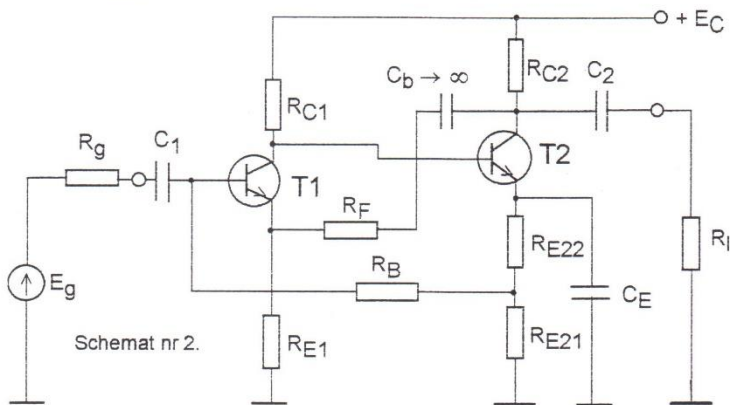 + E_C
R_C2
C_b → ∞
C_2
R_C1
R_g
C_1
T1
T2
R_F
R_E22
R_B
R_l
E_g
C_E
Schemat nr 2.
R_E1
R_E21